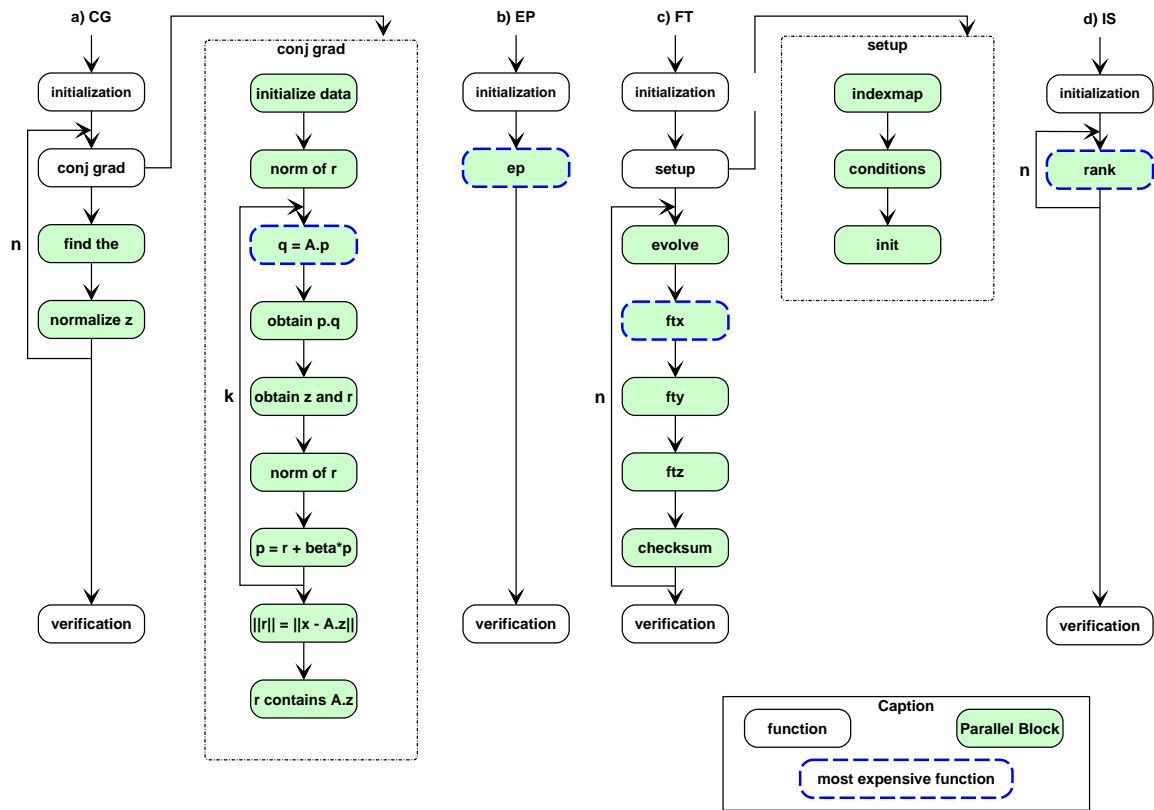 a) CG
initialization
conj grad
find the
normalize z
n
verification
conj grad
initialize data
norm of r
q = A.p
obtain p.q
obtain z and r
norm of r
p = r + beta*p
k
||r|| = ||x - A.z||
r contains A.z
b) EP
initialization
ep
verification
c) FT
initialization
setup
evolve
ftx
fty
ftz
checksum
n
verification
setup
indexmap
conditions
init
d) IS
initialization
rank
n
verification
Caption
function
Parallel Block
most expensive function